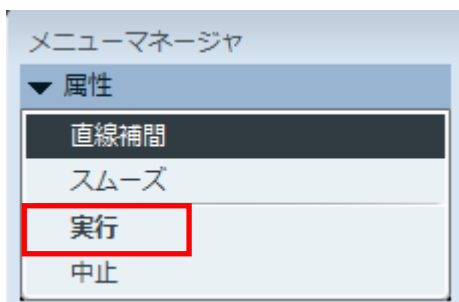 メニューマネージャ
▼ 属性
直線補間
スムーズ
実行
中止